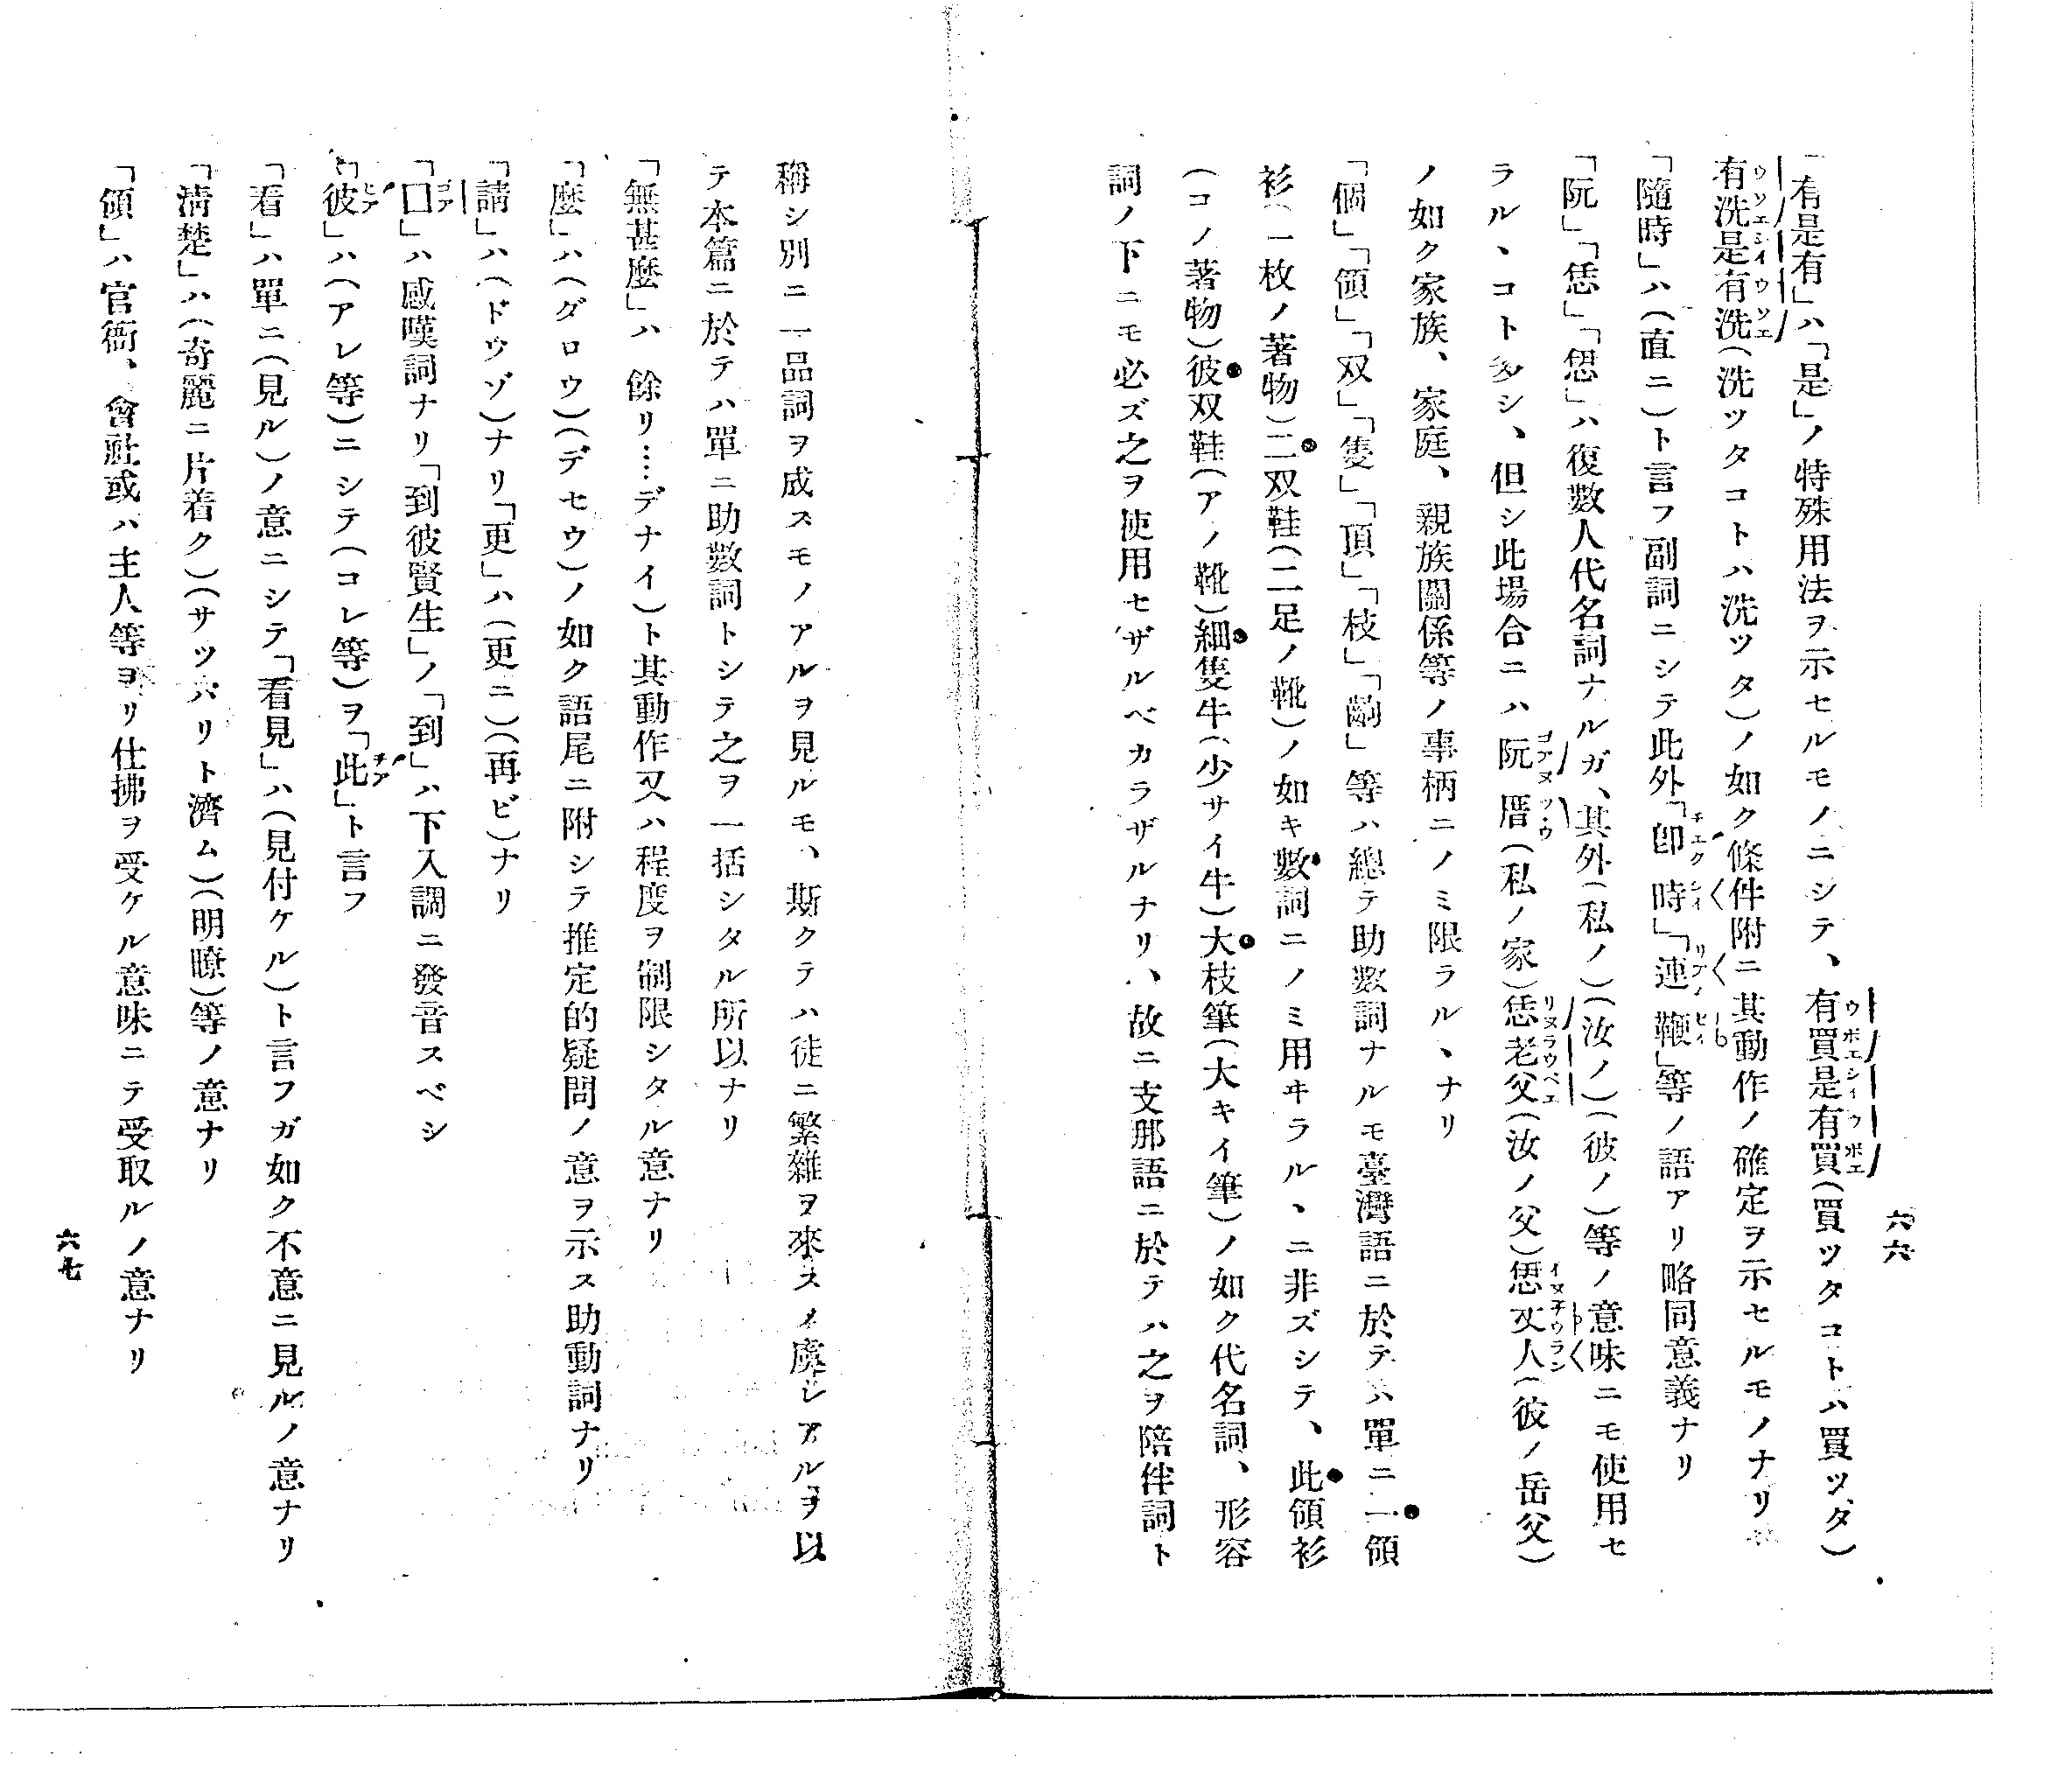 六六
「有是有」ハ「是」ノ特殊用法ヲ示セルモノニシテ、有買是有買(買ツタコトハ買ツタ)
有洗是有洗(洗ツタコトハ洗ツタ)ノ如ク條件附ニ其動作ノ確定ヲ示セルモノナリ
「隨時」ハ(直ニ)ト言フ副詞ニシテ此外「卽時」「連鞭」等ノ語アリ略同意義ナリ
「阮」「恁」「𪜶」ハ復數人代名詞ナルガ、其外(私ノ)(汝ノ)(彼ノ)等ノ意味ニモ使用セ
ラルヽコト多シ、但シ此場合ニハ阮厝(私ノ家)恁老父(汝ノ父)𪜶丈人(彼ノ岳父)
ノ如ク家族、家庭、親族關係等ノ事柄ニノミ限ラルヽナリ
「個」「領」「双」「隻」「頂」「枝」「齣」等ハ總テ助數詞ナルモ臺灣語ニ於テハ單ニ一領
衫(一枚ノ著物)二双鞋(二足ノ靴)ノ如キ數詞ニノミ用ヰラルヽニ非ズシテ、此領衫
(コノ著物)彼双鞋(アノ靴)細隻牛(少サイ牛)大枝筆(大キイ筆)ノ如ク代名詞、形容
詞ノ下ニモ必ズ之ヲ使用セザルベカラザルナリ、故ニ支那語ニ於テハ之ヲ陪伴詞ト
稱シ別ニ一品詞ヲ成スモノアルヲ見ルモ、斯クテハ徒ニ繁雜ヲ來スノ虞レアルヲ以
テ本篇ニ於テハ單ニ助數詞トシテ之ヲ一括シタル所以ナリ
「無甚麼」ハ餘リ……デナイ)ト其動作又ハ程度ヲ制限シタル意ナリ
「麼」ハ(ダロウ)(デセウ)ノ如ク語尾ニ附シテ推定的疑問ノ意ヲ示ス助動詞ナリ
「請」ハ(ドウゾ)ナリ「更」ハ(更ニ)(再ビ)ナリ
「囗」ハ感嘆詞ナリ「到彼賢生」ノ「到」ハ下入調ニ發音スベシ
「彼」ハ(アレ等)ニシテ(コレ等)ヲ「此」ト言フ
「看」ハ單ニ(見ル)ノ意ニシテ「看見」ハ(見付ケル)ト言フガ如ク不意ニ見ルノ意ナリ
「淸楚」ハ(奇麗ニ片着ク)(サツパリト濟ム)(明瞭)等ノ意ナリ
「領」ハ官衙、會社或ハ主人等ヨリ仕拂ヲ受ケル意味ニテ受取ルノ意ナリ
六七